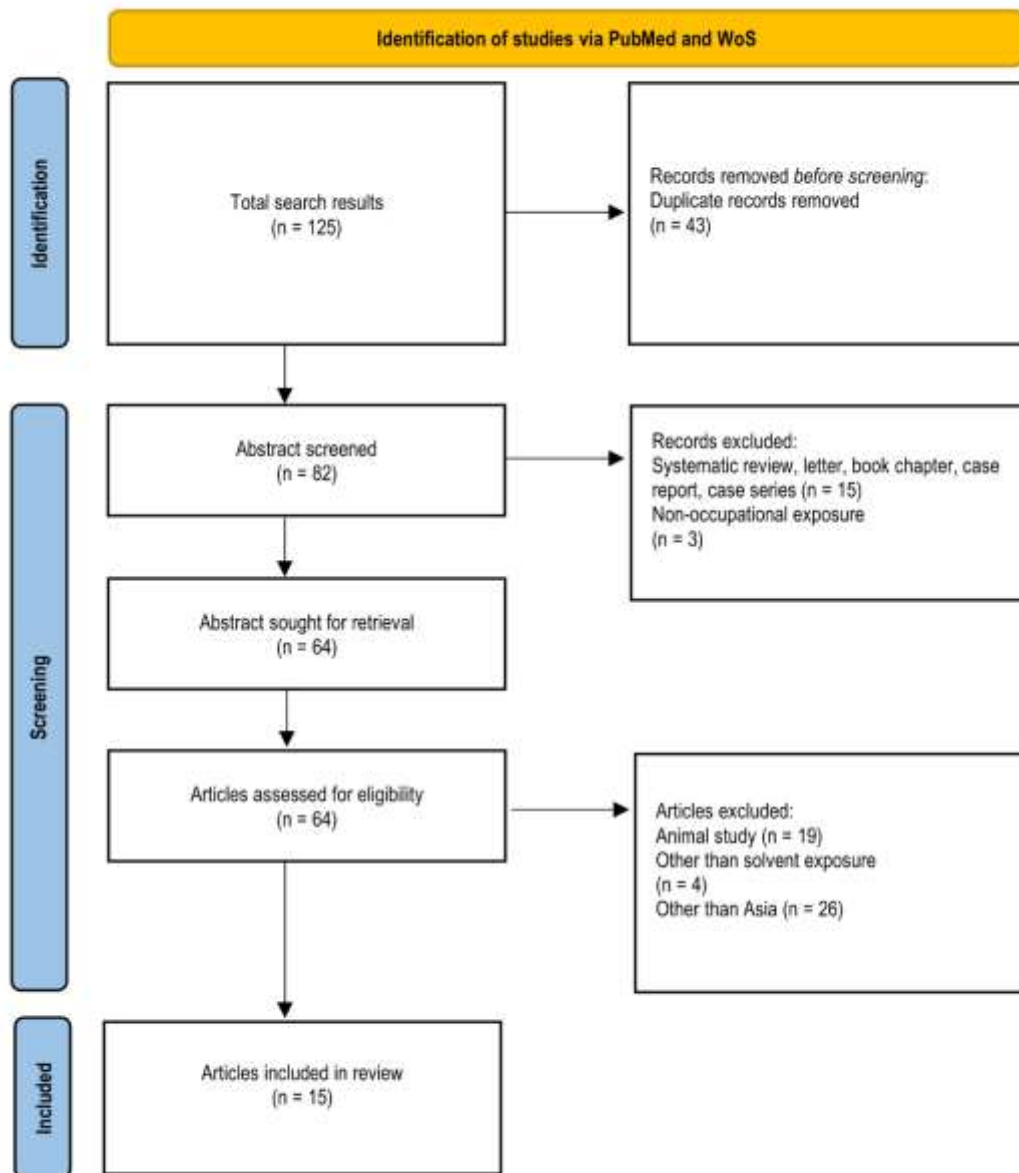 Identification of studies via PubMed and WoS
Identification
Total search results
(n = 125)
Records removed before screening:
Duplicate records removed
(n = 43)
Screening
Abstract screened
(n = 82)
Records excluded:
Systematic review, letter, book chapter, case
report, case series (n = 15)
Non-occupational exposure
(n = 3)
Abstract sought for retrieval
(n = 64)
Articles assessed for eligibility
(n = 64)
Articles excluded:
Animal study (n = 19)
Other than solvent exposure
(n = 4)
Other than Asia (n = 26)
Included
Articles included in review
(n = 15)